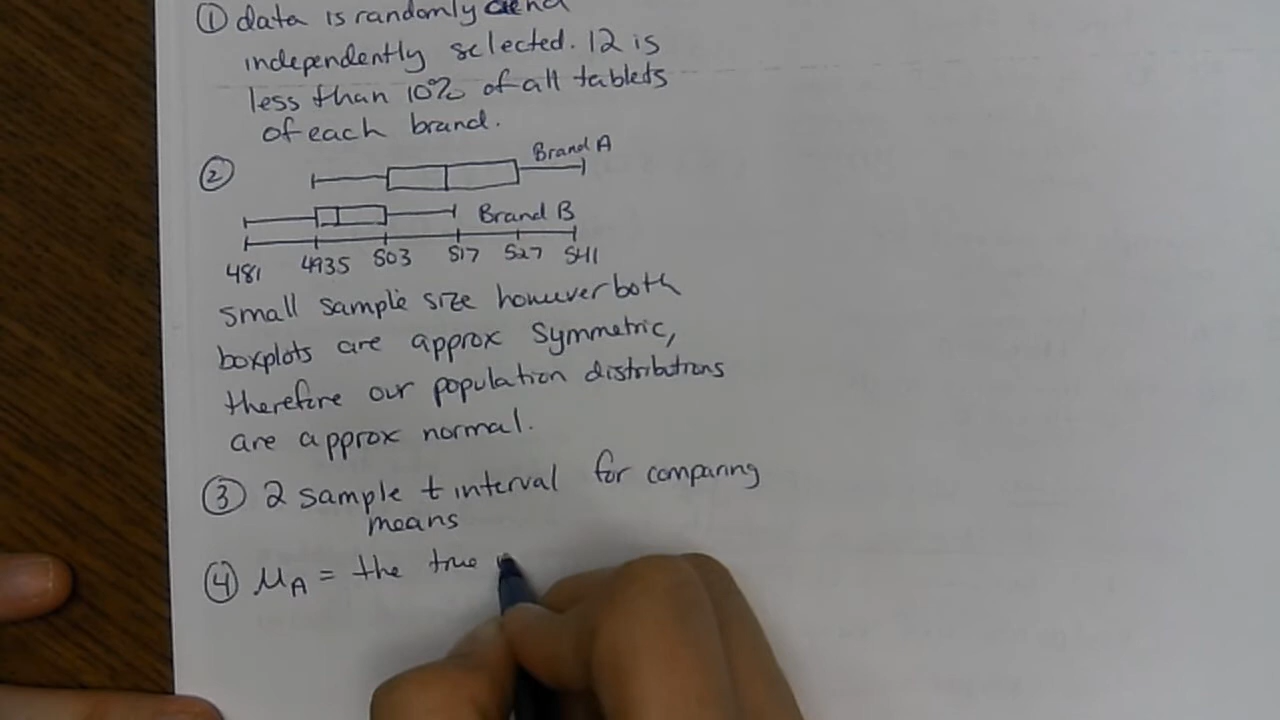 ① data is randomly and
independently selected. 12 is
less than 10% of all tablets
of each brand.
②
Brand A
Brand B
481 4935 503 517 527 541
small sample size however both
boxplots are approx symmetric,
therefore our population distributions
are approx normal.
③ 2 sample t interval for comparing
means
④ μA = the true